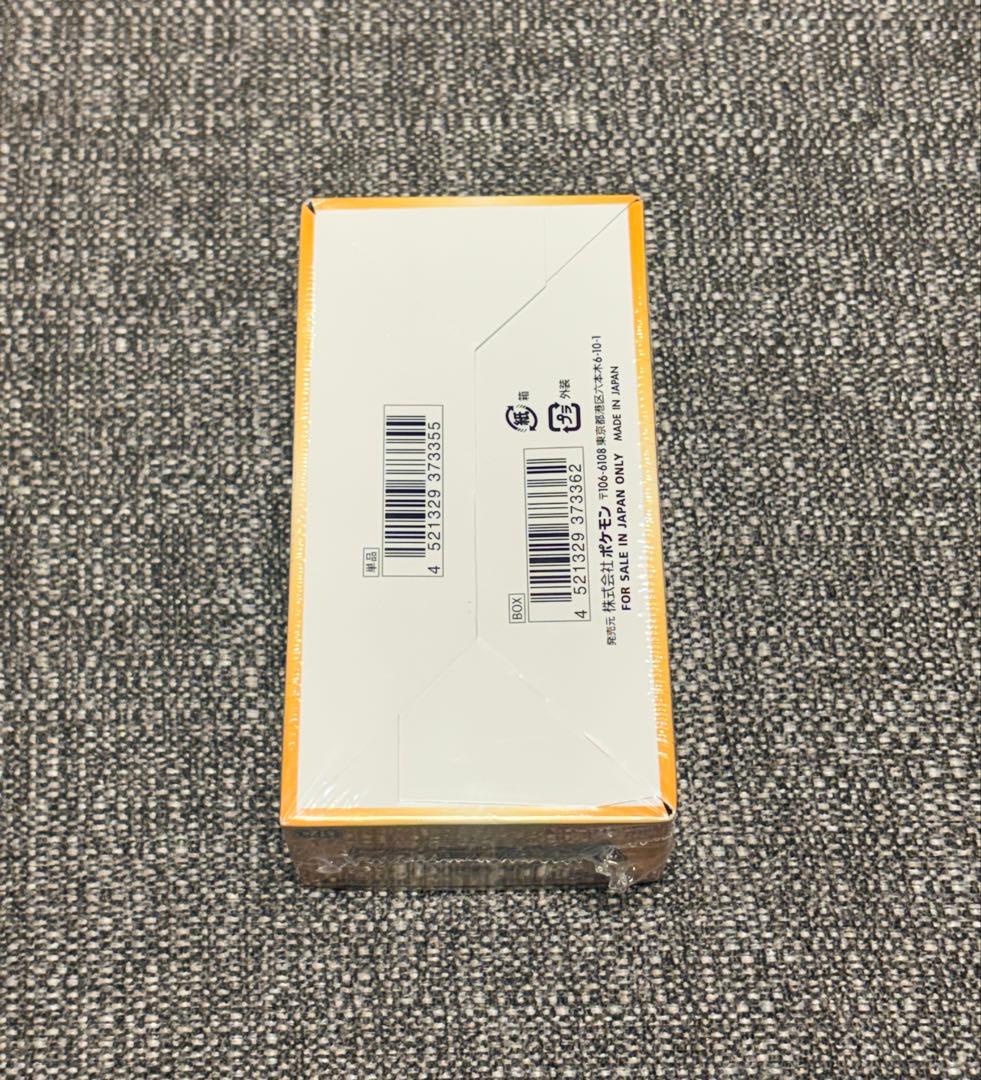 単品
4 521329 373355
紙 箱
プラ 外装
BOX
4 521329 373362
発売元 株式会社ポケモン 〒106-6108 東京都港区六本木6-10-1
FOR SALE IN JAPAN ONLY MADE IN JAPAN